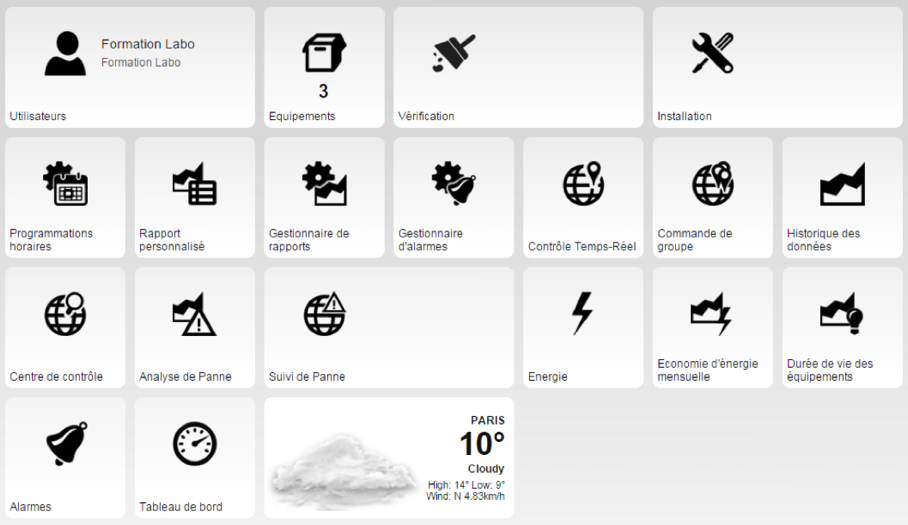 Formation Labo
Formation Labo
Utilisateurs
3
Equipements
Vérification
Installation
Programmations
horaires
Rapport
personnalisé
Gestionnaire de
rapports
Gestionnaire
d'alarmes
Contrôle Temps-Réel
Commande de
groupe
Historique des
données
Centre de contrôle
Analyse de Panne
Suivi de Panne
Energie
Economie d'énergie
mensuelle
Durée de vie des
équipements
Alarmes
Tableau de bord
PARIS
10°
Cloudy
High: 14° Low: 9°
Wind: N 4.83km/h